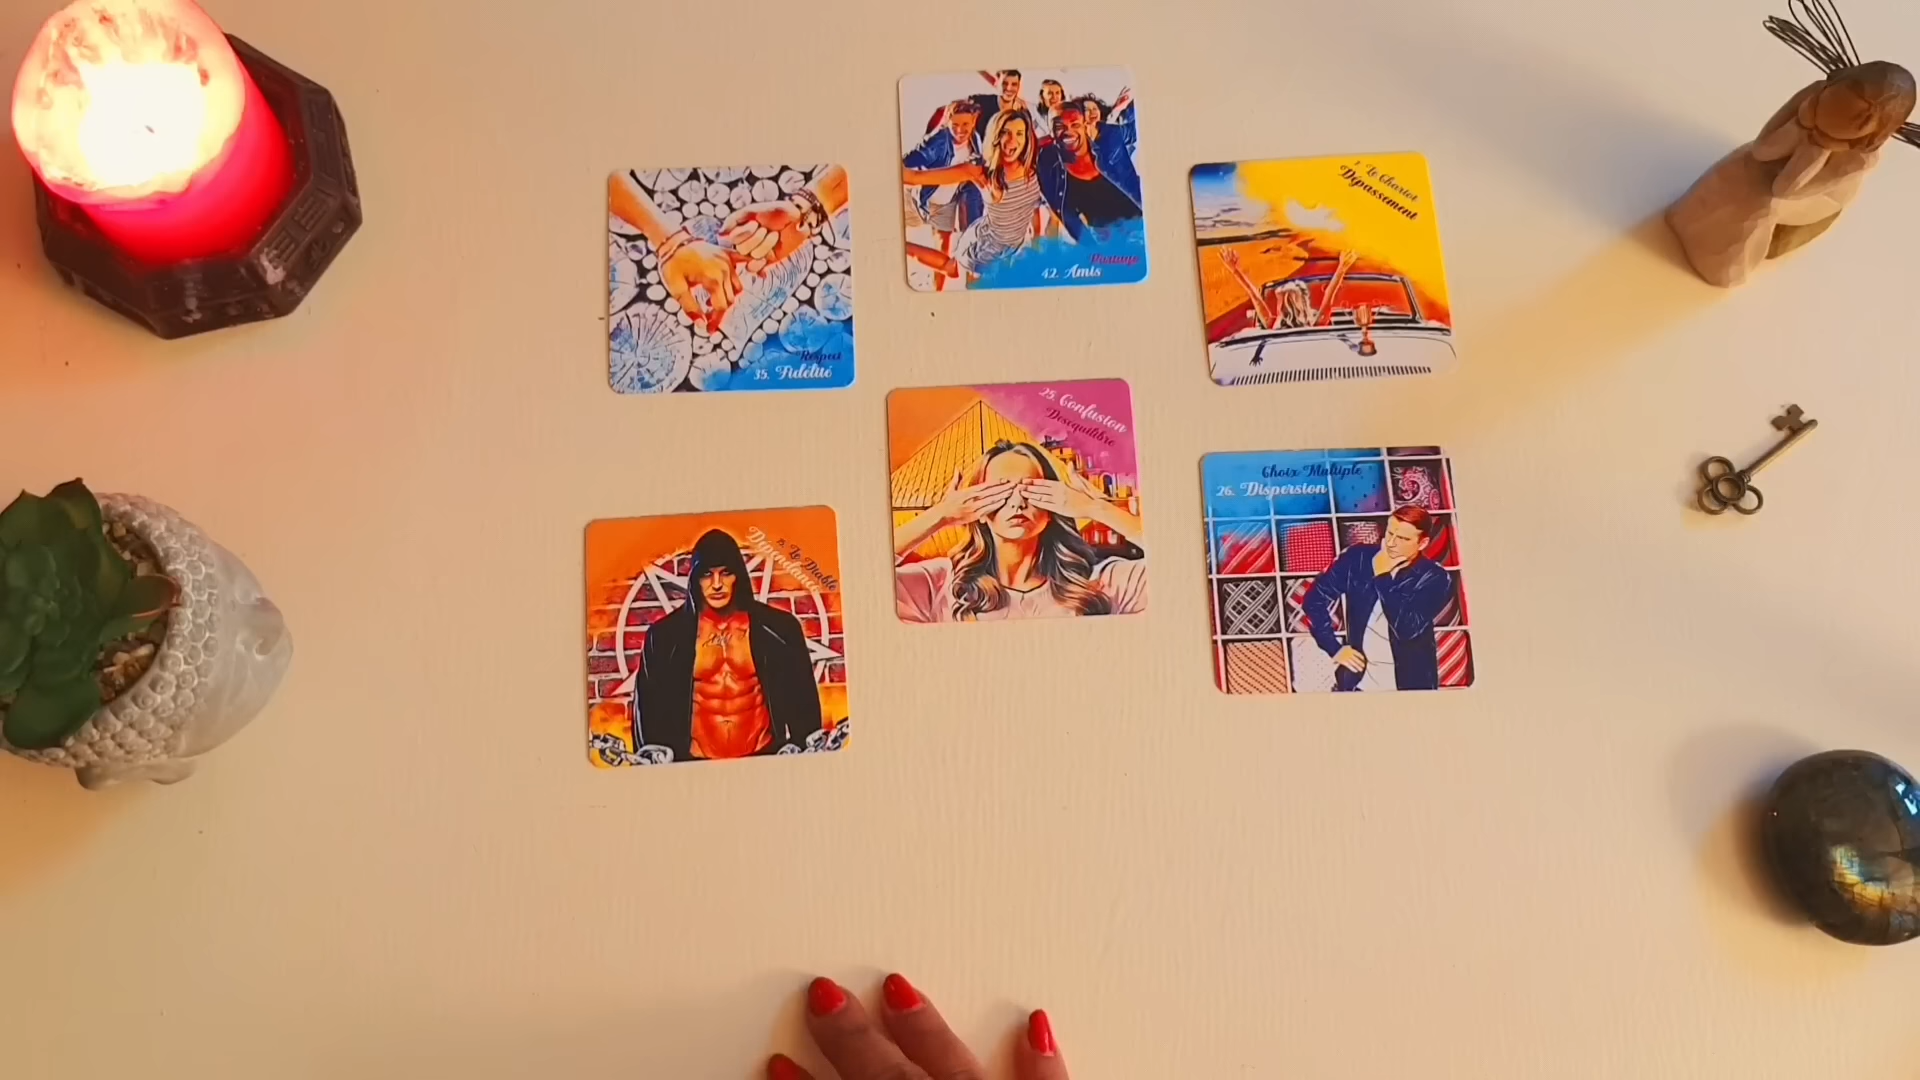 Partage
42. Amis
7. Le Chariot
Dépassement
Respect
35. Fidélité
25. Confusion
Desequilibre
Choix Multiple
26. Dispersion
15. Le Diable
Dépendance